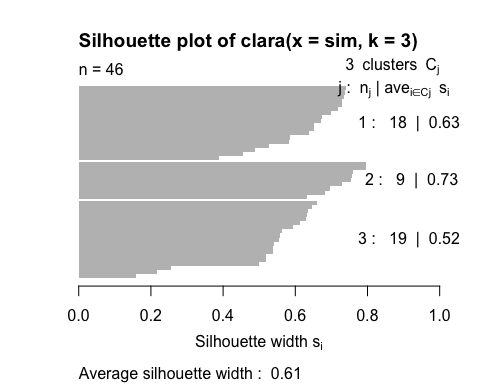 Silhouette plot of clara(x = sim, k = 3)
n = 46
3 clusters Cj
j : nj | avei∈Cj si
1 : 18 | 0.63
2 : 9 | 0.73
3 : 19 | 0.52
0.0 0.2 0.4 0.6 0.8 1.0
Silhouette width si
Average silhouette width : 0.61